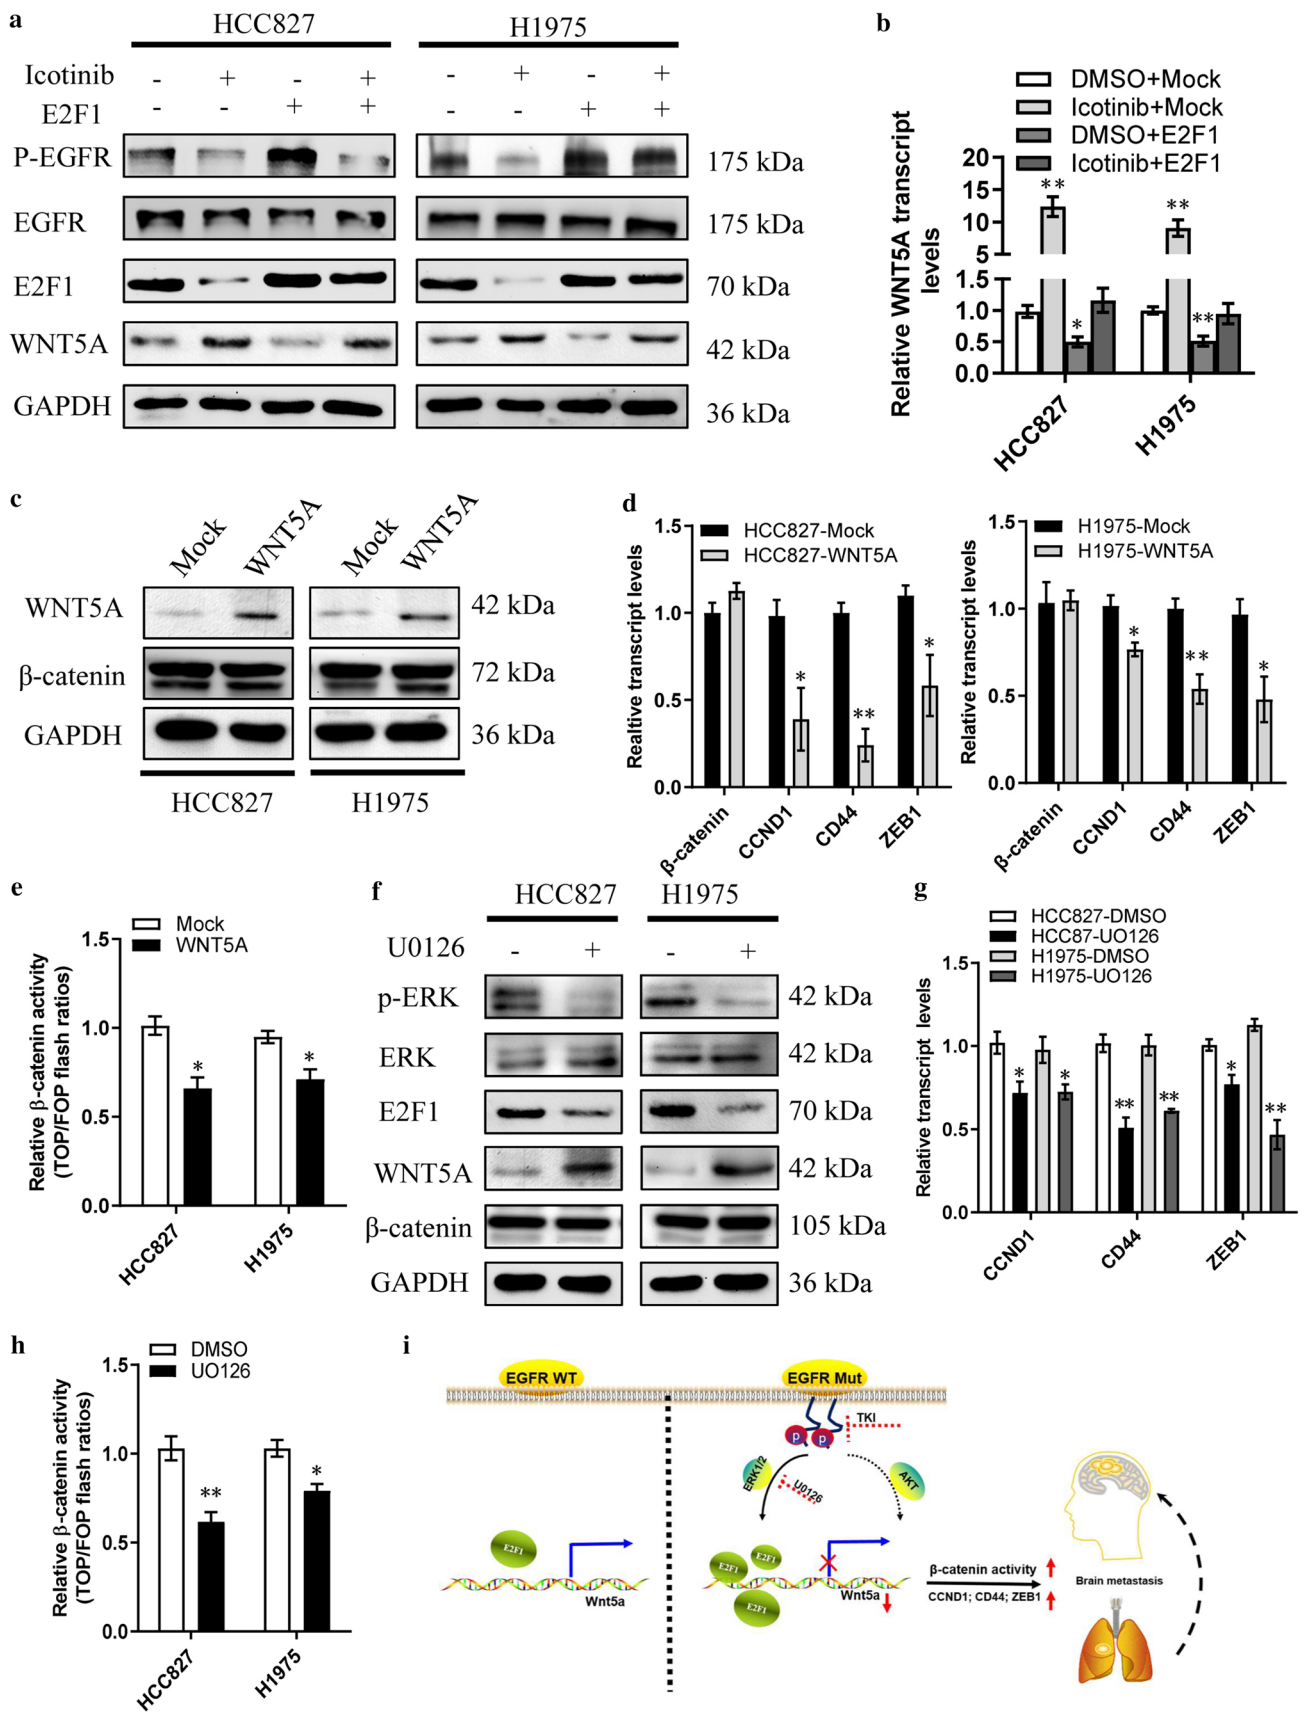 a
HCC827
H1975
Icotinib - + - + - + - +
E2F1 - - + + - - + +
P-EGFR 175 kDa
EGFR 175 kDa
E2F1 70 kDa
WNT5A 42 kDa
GAPDH 36 kDa
b
DMSO+Mock
Icotinib+Mock
DMSO+E2F1
Icotinib+E2F1
Relative WNT5A transcript
levels
20
15
10
5
1.5
1.0
0.5
0.0
** * ** **
HCC827
H1975
c
Mock WNT5A Mock WNT5A
WNT5A 42 kDa
β-catenin 72 kDa
GAPDH 36 kDa
HCC827 H1975
d
HCC827-Mock
HCC827-WNT5A
Realtive transcript levels
1.5
1.0
0.5
0.0
* ** *
β-catenin
CCND1
CD44
ZEB1
H1975-Mock
H1975-WNT5A
Relative transcript levels
1.5
1.0
0.5
0.0
* ** *
β-catenin
CCND1
CD44
ZEB1
e
Mock
WNT5A
Relative β-catenin activity
(TOP/FOP flash ratios)
1.5
1.0
0.5
0.0
* *
HCC827
H1975
f
HCC827 H1975
U0126 - + - +
p-ERK 42 kDa
ERK 42 kDa
E2F1 70 kDa
WNT5A 42 kDa
β-catenin 105 kDa
GAPDH 36 kDa
g
HCC827-DMSO
HCC87-UO126
H1975-DMSO
H1975-UO126
Relative transcript levels
1.5
1.0
0.5
0.0
* * ** ** * **
CCND1
CD44
ZEB1
h
DMSO
UO126
Relative β-catenin activity
(TOP/FOP flash ratios)
1.5
1.0
0.5
0.0
** *
HCC827
H1975
i
EGFR WT
EGFR Mut
TKI
p p
ERK1/2
U0126
AKT
E2F1
Wnt5a
E2F1
E2F1
E2F1
Wnt5a
β-catenin activity
CCND1; CD44; ZEB1
Brain metastasis